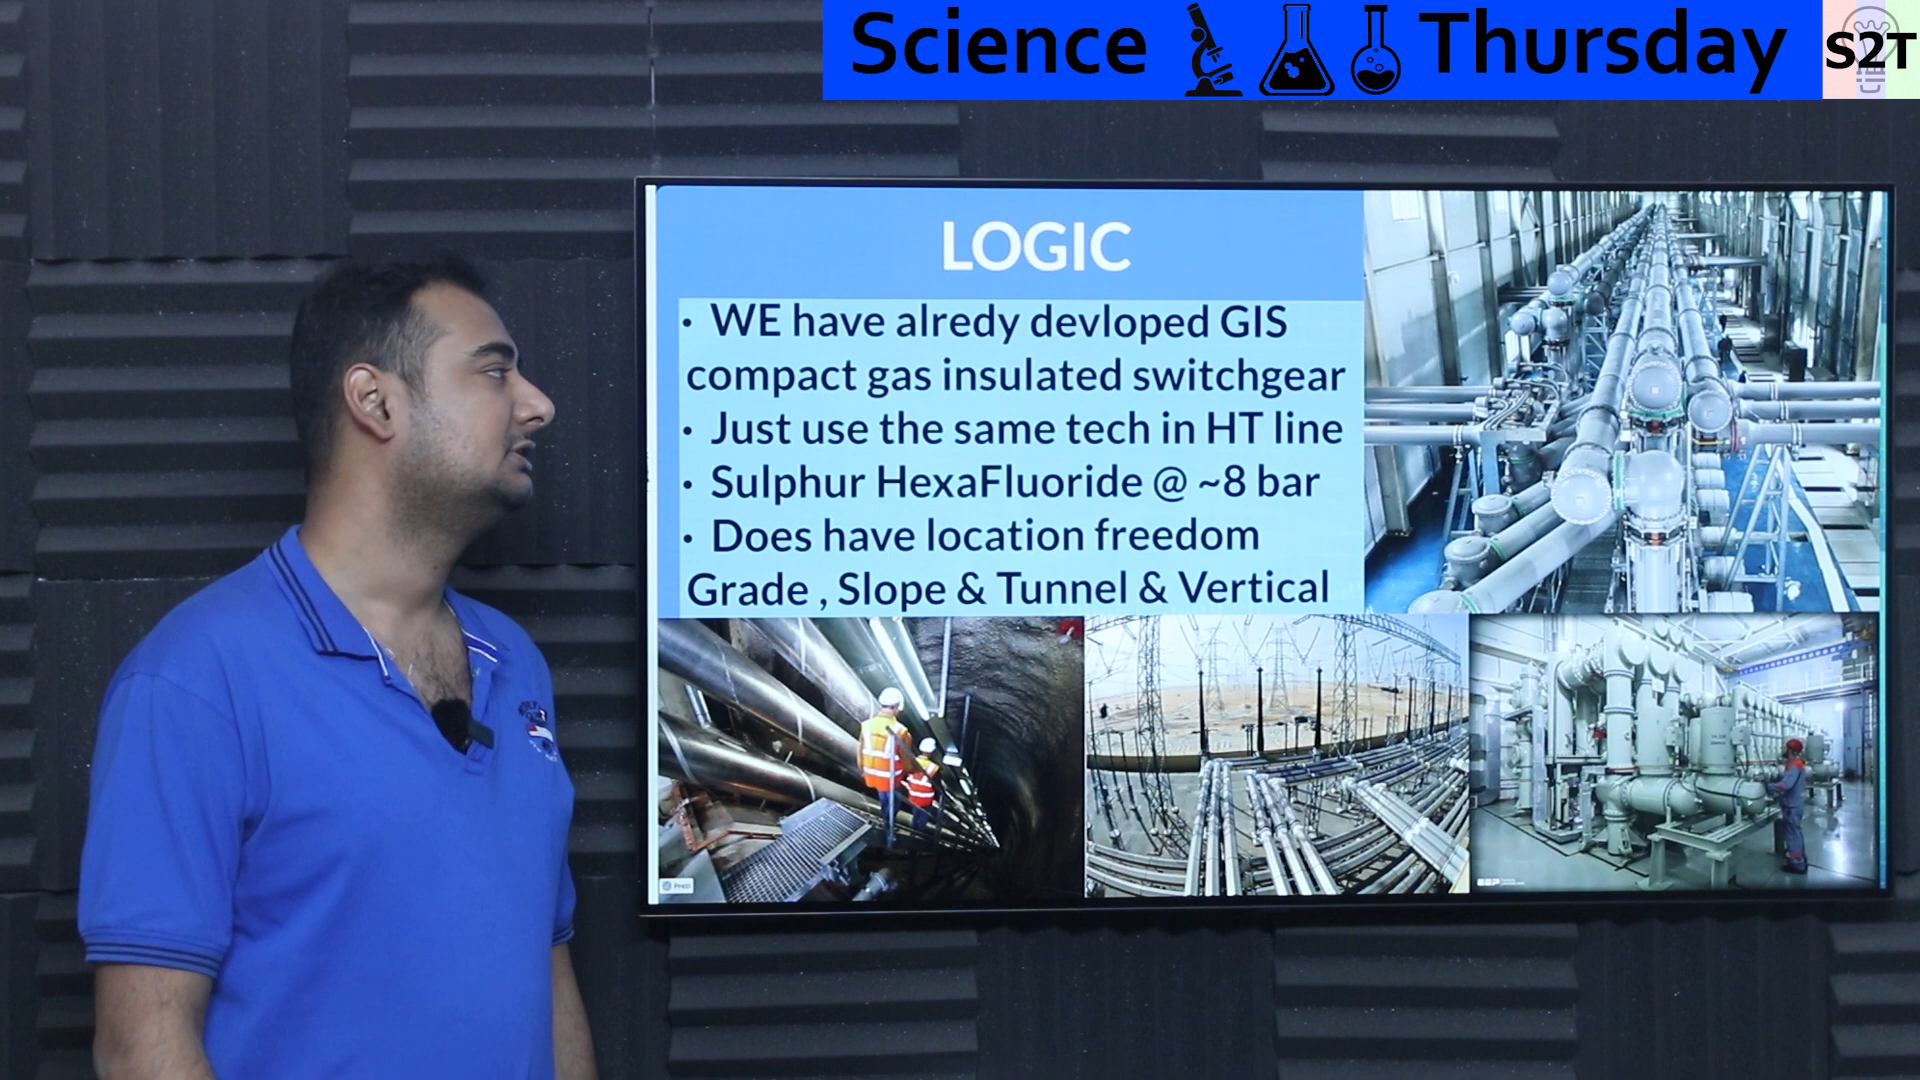 Science Thursday
S2T
LOGIC
· WE have alredy devloped GIS
compact gas insulated switchgear
· Just use the same tech in HT line
· Sulphur HexaFluoride @ ~8 bar
· Does have location freedom
Grade , Slope & Tunnel & Vertical
Prezi